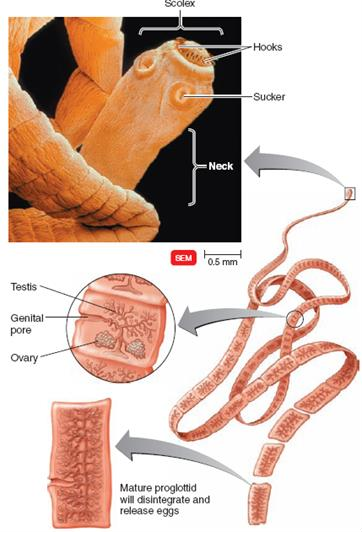 Scolex
Hooks
Sucker
Neck
SEM
0.5 mm
Testis
Genital
pore
Ovary
Mature proglottid
will disintegrate and
release eggs